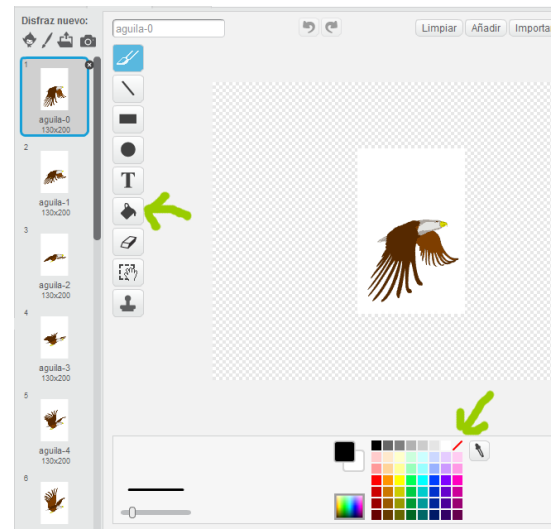 Disfraz nuevo:
aguila-0
Limpiar
Añadir
Importa
1
aguila-0
130x200
2
aguila-1
130x200
3
aguila-2
130x200
4
aguila-3
130x200
5
aguila-4
130x200
6
T